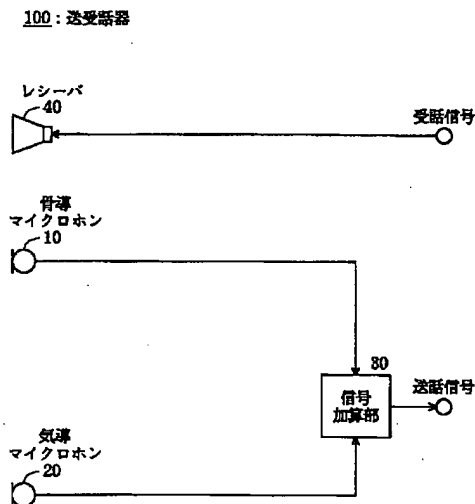 100：送受話器
レシーバ
40
受話信号
骨導
マイクロホン
10
30
信号
加算部
送話信号
気導
マイクロホン
20